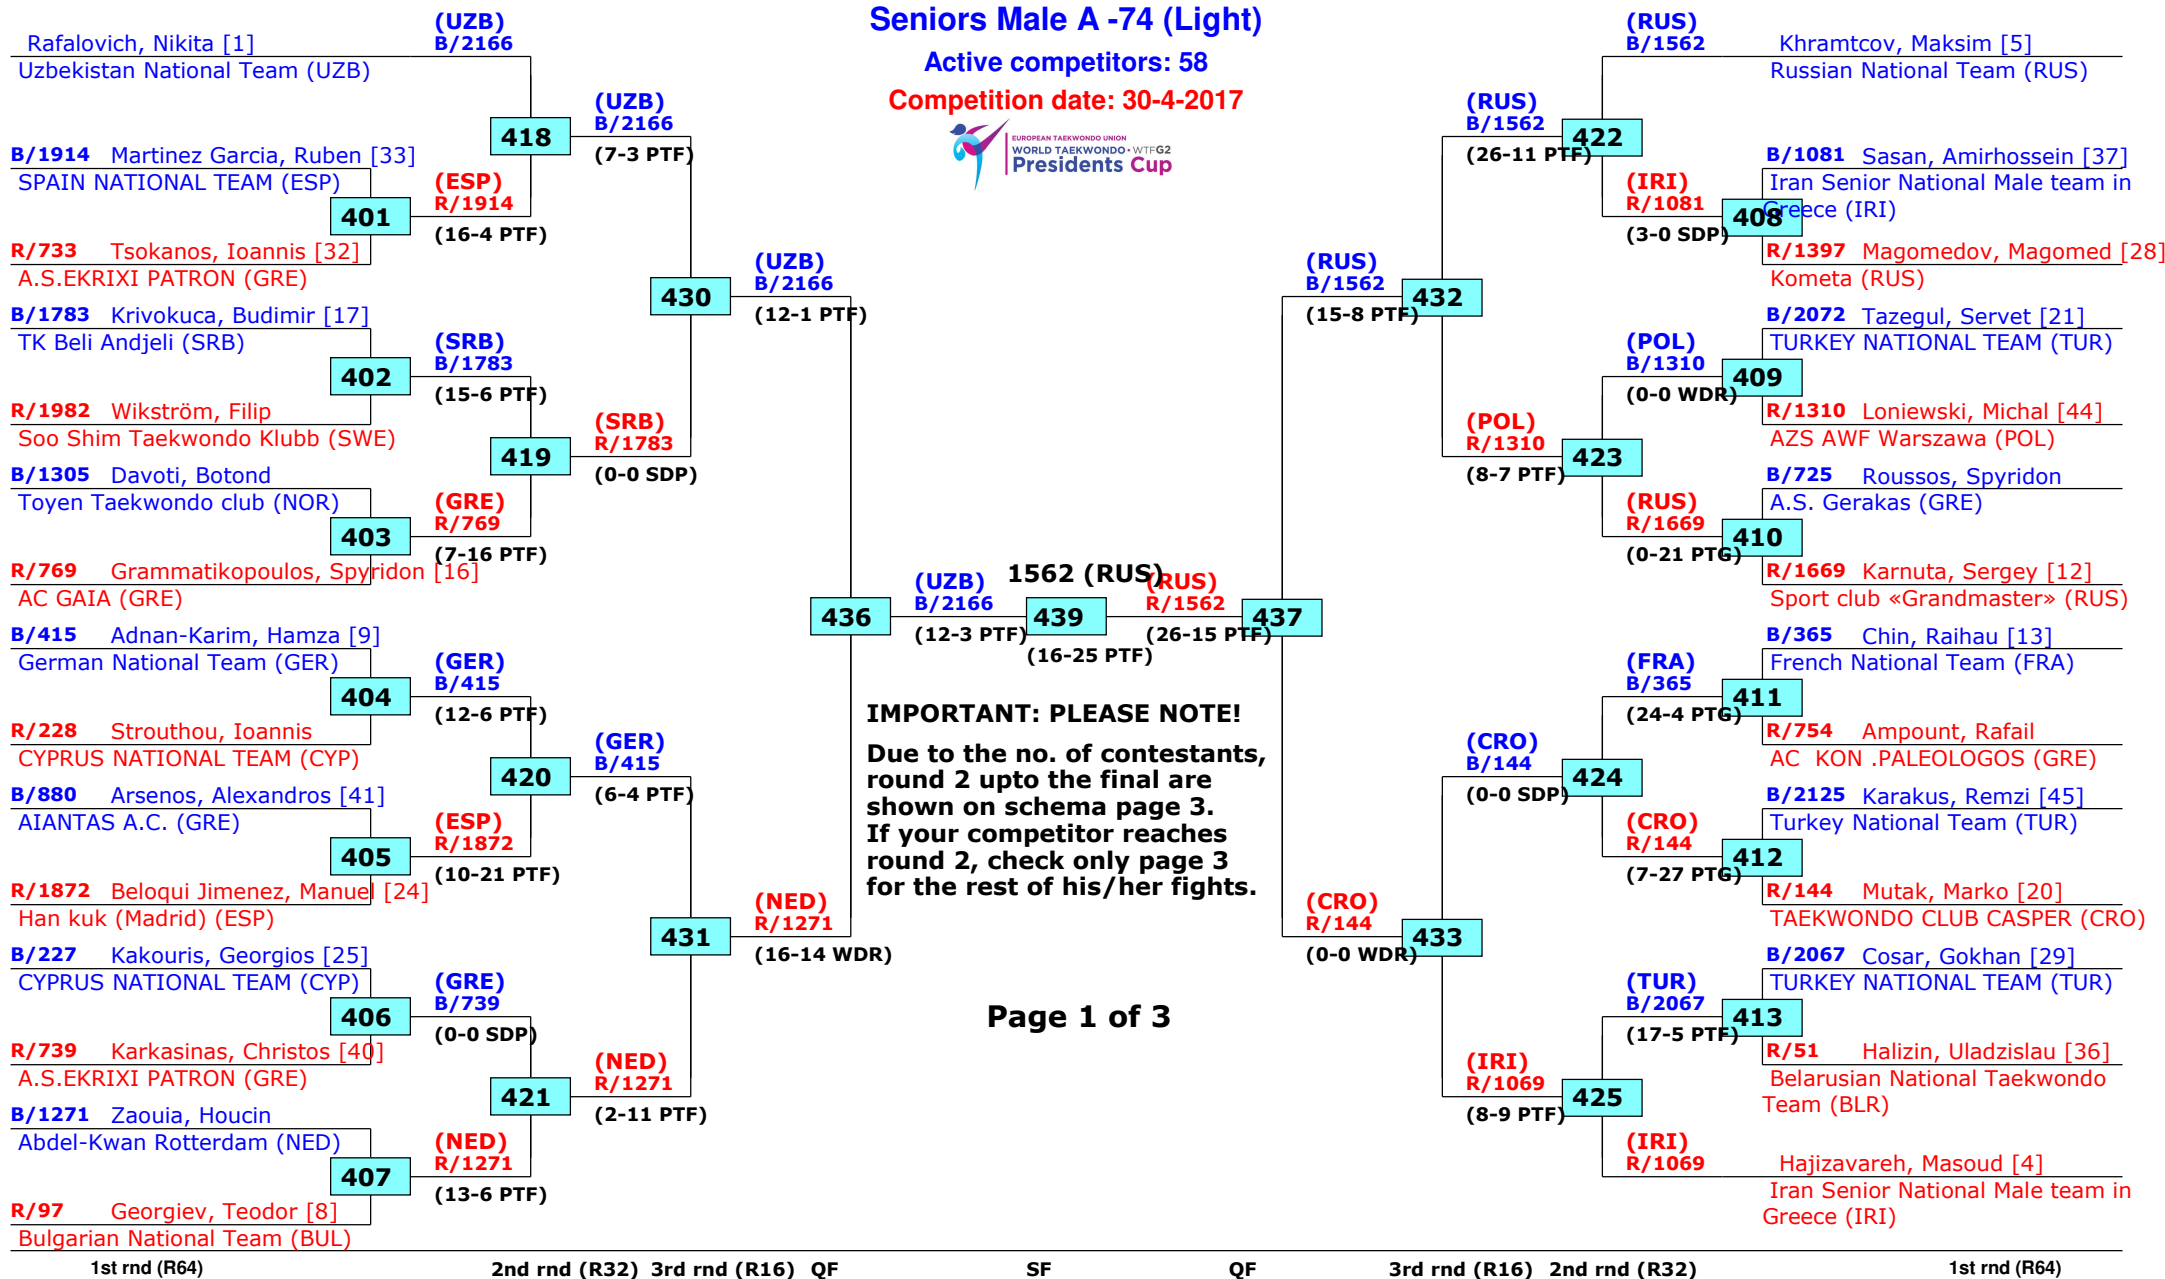 Seniors Male A -74 (Light)
Active competitors: 58
Competition date: 30-4-2017
EUROPEAN TAEKWONDO UNION
WORLD TAEKWONDO • WTFG2
Presidents Cup
Rafalovich, Nikita [1]
Uzbekistan National Team (UZB)
(UZB)
B/2166
418
(UZB)
B/2166
(7-3 PTF)
B/1914 Martinez Garcia, Ruben [33]
SPAIN NATIONAL TEAM (ESP)
401
(ESP)
R/1914
(16-4 PTF)
R/733 Tsokanos, Ioannis [32]
A.S.EKRIXI PATRON (GRE)
430
(UZB)
B/2166
(12-1 PTF)
B/1783 Krivokuca, Budimir [17]
TK Beli Andjeli (SRB)
402
(SRB)
B/1783
(15-6 PTF)
R/1982 Wikström, Filip
Soo Shim Taekwondo Klubb (SWE)
419
(SRB)
R/1783
(0-0 SDP)
B/1305 Davoti, Botond
Toyen Taekwondo club (NOR)
403
(GRE)
R/769
(7-16 PTF)
R/769 Grammatikopoulos, Spyridon [16]
AC GAIA (GRE)
436
(UZB)
B/2166
(12-3 PTF)
1562 (RUS)
439
(16-25 PTF)
(RUS)
R/1562
(26-15 PTF)
437
B/415 Adnan-Karim, Hamza [9]
German National Team (GER)
404
(GER)
B/415
(12-6 PTF)
R/228 Strouthou, Ioannis
CYPRUS NATIONAL TEAM (CYP)
420
(GER)
B/415
(6-4 PTF)
B/880 Arsenos, Alexandros [41]
AIANTAS A.C. (GRE)
405
(ESP)
R/1872
(10-21 PTF)
R/1872 Beloqui Jimenez, Manuel [24]
Han kuk (Madrid) (ESP)
431
(NED)
R/1271
(16-14 WDR)
B/227 Kakouris, Georgios [25]
CYPRUS NATIONAL TEAM (CYP)
406
(GRE)
B/739
(0-0 SDP)
R/739 Karkasinas, Christos [40]
A.S.EKRIXI PATRON (GRE)
421
(NED)
R/1271
(2-11 PTF)
B/1271 Zaouia, Houcin
Abdel-Kwan Rotterdam (NED)
407
(NED)
R/1271
(13-6 PTF)
R/97 Georgiev, Teodor [8]
Bulgarian National Team (BUL)
IMPORTANT: PLEASE NOTE!
Due to the no. of contestants,
round 2 upto the final are
shown on schema page 3.
If your competitor reaches
round 2, check only page 3
for the rest of his/her fights.
Page 1 of 3
(RUS)
B/1562
Khramtcov, Maksim [5]
Russian National Team (RUS)
(RUS)
B/1562
(26-11 PTF)
422
B/1081 Sasan, Amirhossein [37]
Iran Senior National Male team in
Greece (IRI)
(IRI)
R/1081
(3-0 SDP)
408
R/1397 Magomedov, Magomed [28]
Kometa (RUS)
(RUS)
B/1562
(15-8 PTF)
432
B/2072 Tazegul, Servet [21]
TURKEY NATIONAL TEAM (TUR)
(POL)
B/1310
(0-0 WDR)
409
R/1310 Loniewski, Michal [44]
AZS AWF Warszawa (POL)
(POL)
R/1310
(8-7 PTF)
423
B/725 Roussos, Spyridon
A.S. Gerakas (GRE)
(RUS)
R/1669
(0-21 PTG)
410
R/1669 Karnuta, Sergey [12]
Sport club «Grandmaster» (RUS)
B/365 Chin, Raihau [13]
French National Team (FRA)
(FRA)
B/365
(24-4 PTG)
411
R/754 Ampount, Rafail
AC KON .PALEOLOGOS (GRE)
(CRO)
B/144
(0-0 SDP)
424
B/2125 Karakus, Remzi [45]
Turkey National Team (TUR)
(CRO)
R/144
(7-27 PTG)
412
R/144 Mutak, Marko [20]
TAEKWONDO CLUB CASPER (CRO)
(CRO)
R/144
(0-0 WDR)
433
B/2067 Cosar, Gokhan [29]
TURKEY NATIONAL TEAM (TUR)
(TUR)
B/2067
(17-5 PTF)
413
R/51 Halizin, Uladzislau [36]
Belarusian National Taekwondo
Team (BLR)
(IRI)
R/1069
(8-9 PTF)
425
(IRI)
R/1069
Hajizavareh, Masoud [4]
Iran Senior National Male team in
Greece (IRI)
1st rnd (R64) 2nd rnd (R32) 3rd rnd (R16) QF SF QF 3rd rnd (R16) 2nd rnd (R32) 1st rnd (R64)